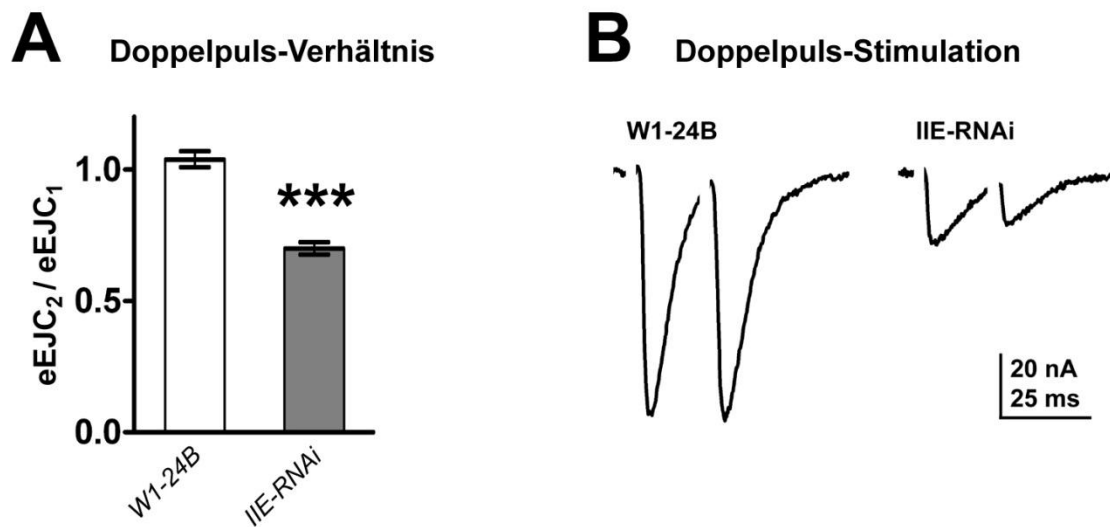 A Doppelpuls-Verhältnis
eEJC2 / eEJC1
1.0
0.5
0.0
***
W1-24B
IIE-RNAi
B Doppelpuls-Stimulation
W1-24B
IIE-RNAi
20 nA
25 ms